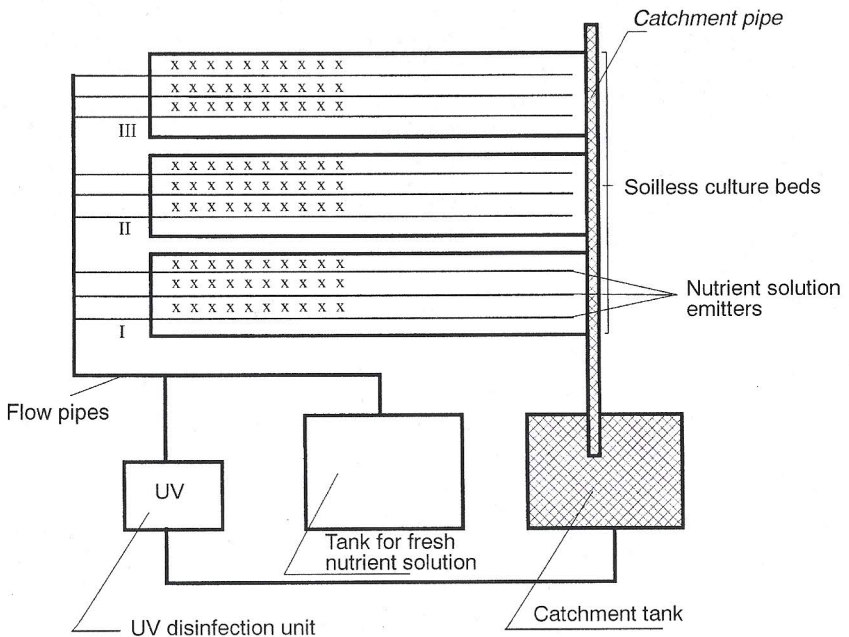 Catchment pipe
x x x x x x x x x x
x x x x x x x x x x
x x x x x x x x x x
III
x x x x x x x x x x
x x x x x x x x x x
x x x x x x x x x x
II
Soilless culture beds
x x x x x x x x x x
x x x x x x x x x x
x x x x x x x x x x
I
Nutrient solution
emitters
Flow pipes
UV
Tank for fresh
nutrient solution
Catchment tank
UV disinfection unit